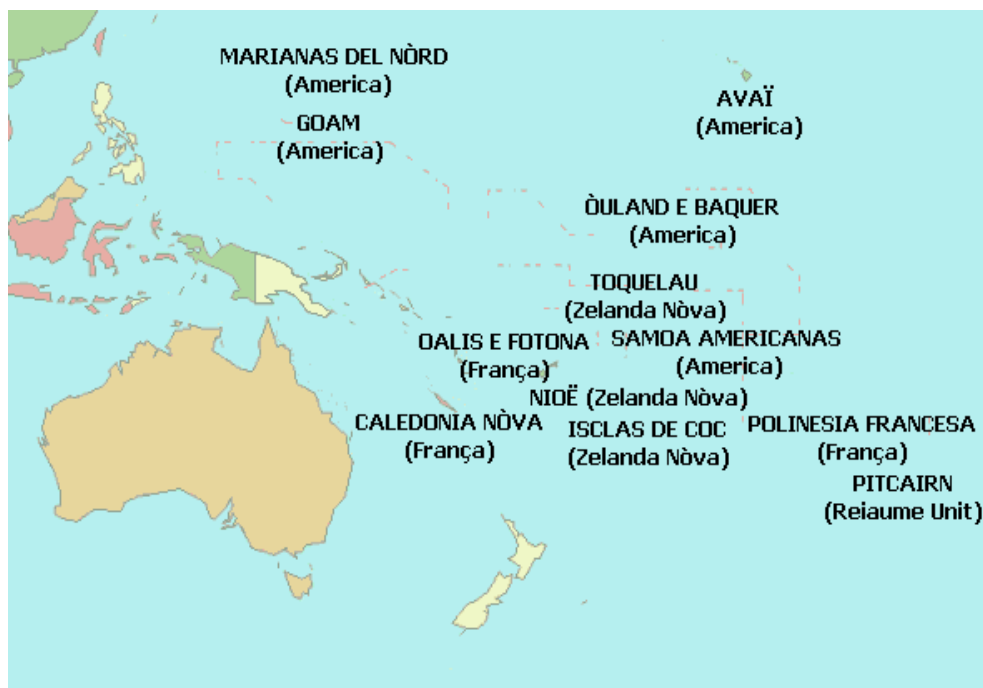 MARIANAS DEL NÒRD
(America)
GOAM
(America)
AVAÏ
(America)
ÒULAND E BAQUER
(America)
TOQUELAU
(Zelanda Nòva)
OALIS E FOTONA
(França)
SAMOA AMERICANAS
(America)
NIOË (Zelanda Nòva)
CALEDONIA NÒVA
(França)
ISCLAS DE COC
(Zelanda Nòva)
POLINESIA FRANCESA
(França)
PITCAIRN
(Reiaume Unit)